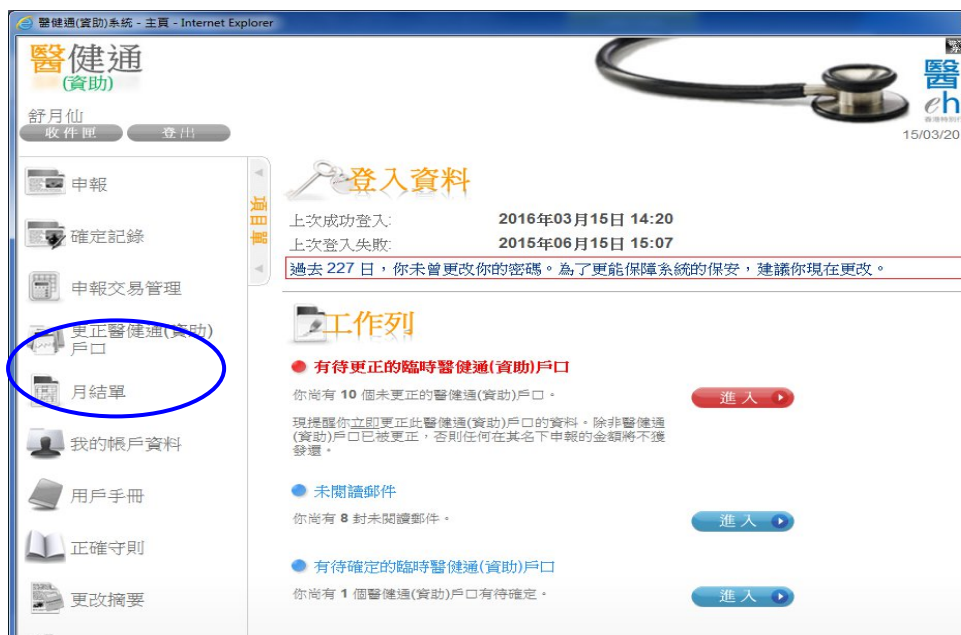 醫健通(資助)系統 - 主頁 - Internet Explorer
醫健通
(資助)
舒月仙
收件匣
登出
醫
eh
15/03/20
申報
確定記錄
申報交易管理
更正醫健通(資助)
戶口
月結單
我的帳戶資料
用戶手冊
正確守則
更改摘要
項目單
登入資料
上次成功登入: 2016年03月15日 14:20
上次登入失敗: 2015年06月15日 15:07
過去 227 日，你未曾更改你的密碼。為了更能保障系統的保安，建議你現在更改。
工作列
有待更正的臨時醫健通(資助)戶口
你尚有 10 個未更正的醫健通(資助)戶口。
進入
現提醒你立即更正此醫健通(資助)戶口的資料。除非醫健通
(資助)戶口已被更正，否則任何在其名下申報的金額將不獲
發還。
未閱讀郵件
你尚有 8 封未閱讀郵件。
進入
有待確定的臨時醫健通(資助)戶口
你尚有 1 個醫健通(資助)戶口有待確定。
進入